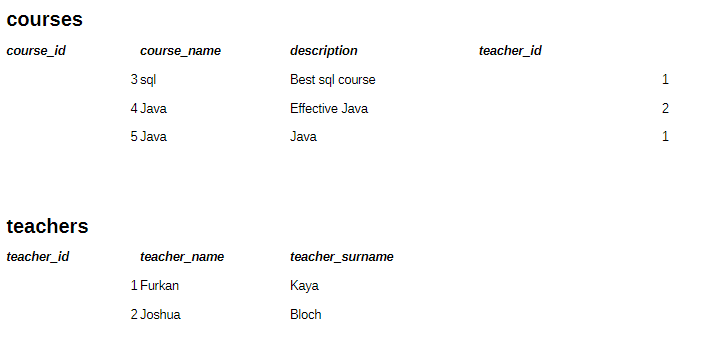 courses
course_id course_name description teacher_id
3 sql Best sql course 1
4 Java Effective Java 2
5 Java Java 1
teachers
teacher_id teacher_name teacher_surname
1 Furkan Kaya
2 Joshua Bloch